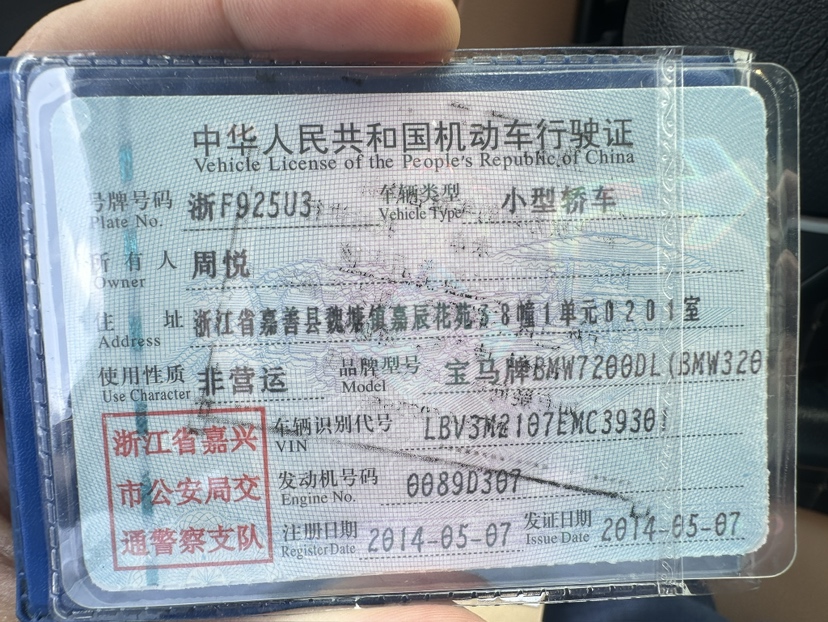 中华人民共和国机动车行驶证
Vehicle License of the People's Republic of China
号牌号码 浙F925U3 车辆类型 小型轿车
Plate No. Vehicle Type
所有人 周悦
Owner
住址 浙江省嘉善县魏塘镇嘉辰花苑38幢1单元0201室
Address
使用性质 非营运 品牌型号 宝马牌BMW7200DL(BMW320
Use Character Model
浙江省嘉兴
市公安局交
通警察支队
车辆识别代号
VIN
发动机号码 0089D307
Engine No.
注册日期 2014-05-07 发证日期 2014-05-07
Register Date Issue Date